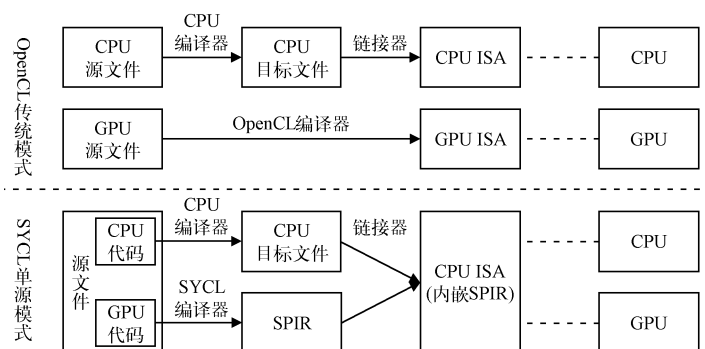 OpenCL传统模式
CPU
源文件
CPU
编译器
CPU
目标文件
链接器
CPU ISA
CPU
GPU
源文件
OpenCL编译器
GPU ISA
GPU
SYCL单源模式
源文件
CPU
代码
CPU
编译器
CPU
目标文件
链接器
GPU
代码
SYCL
编译器
SPIR
CPU ISA
(内嵌SPIR)
CPU
GPU